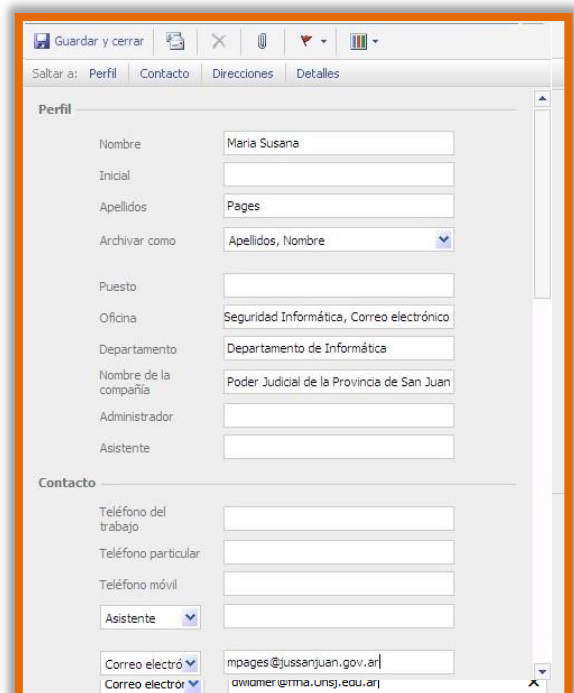 Guardar y cerrar
Saltar a: Perfil Contacto Direcciones Detalles
Perfil
Nombre Maria Susana
Inicial
Apellidos Pages
Archivar como Apellidos, Nombre
Puesto
Oficina Seguridad Informática, Correo electrónico
Departamento Departamento de Informática
Nombre de la
compañía Poder Judicial de la Provincia de San Juan
Administrador
Asistente
Contacto
Teléfono del
trabajo
Teléfono particular
Teléfono móvil
Asistente
Correo electró mpages@jussanjuan.gov.ar
Correo electrór